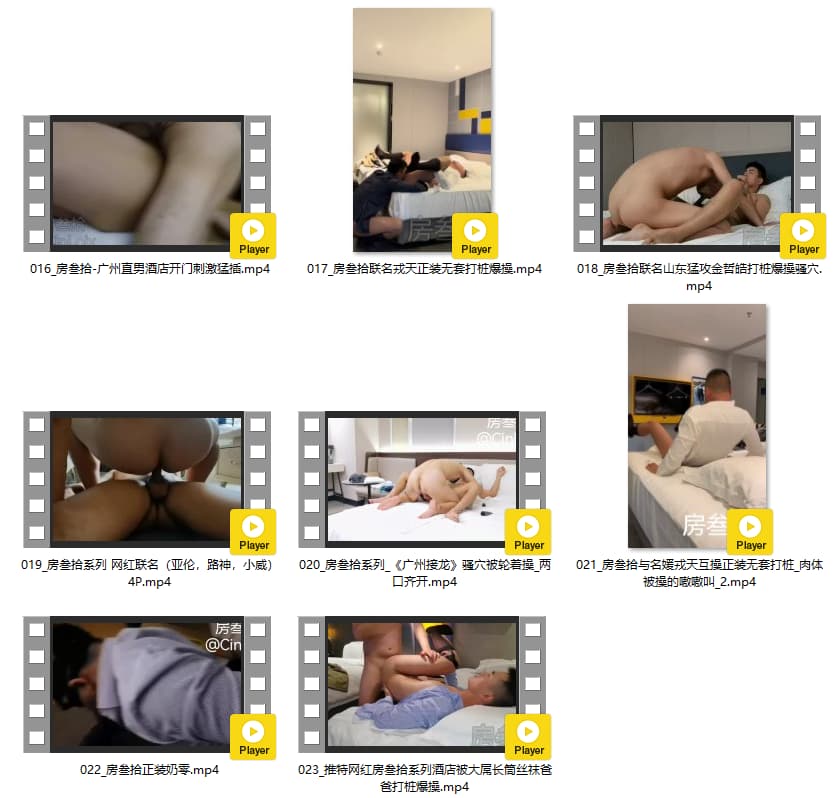 Player
Player
Player
016_房叁拾-广州直男酒店开门刺激猛插.mp4
017_房叁拾联名戎天正装无套打桩爆操.mp4
018_房叁拾联名山东猛攻金哲皓打桩爆操骚穴.
mp4
房叁
@Cin
房叁
Player
Player
Player
019_房叁拾系列 网红联名（亚伦，路神，小威）
4P.mp4
020_房叁拾系列_《广州接龙》骚穴被轮着操_两
口齐开.mp4
021_房叁拾与名媛戎天互操正装无套打桩_肉体
被操的嗷嗷叫_2.mp4
房叁
@Cin
Player
Player
022_房叁拾正装奶零.mp4
023_推特网红房叁拾系列酒店被大屌长筒丝袜爸
爸打桩爆操.mp4